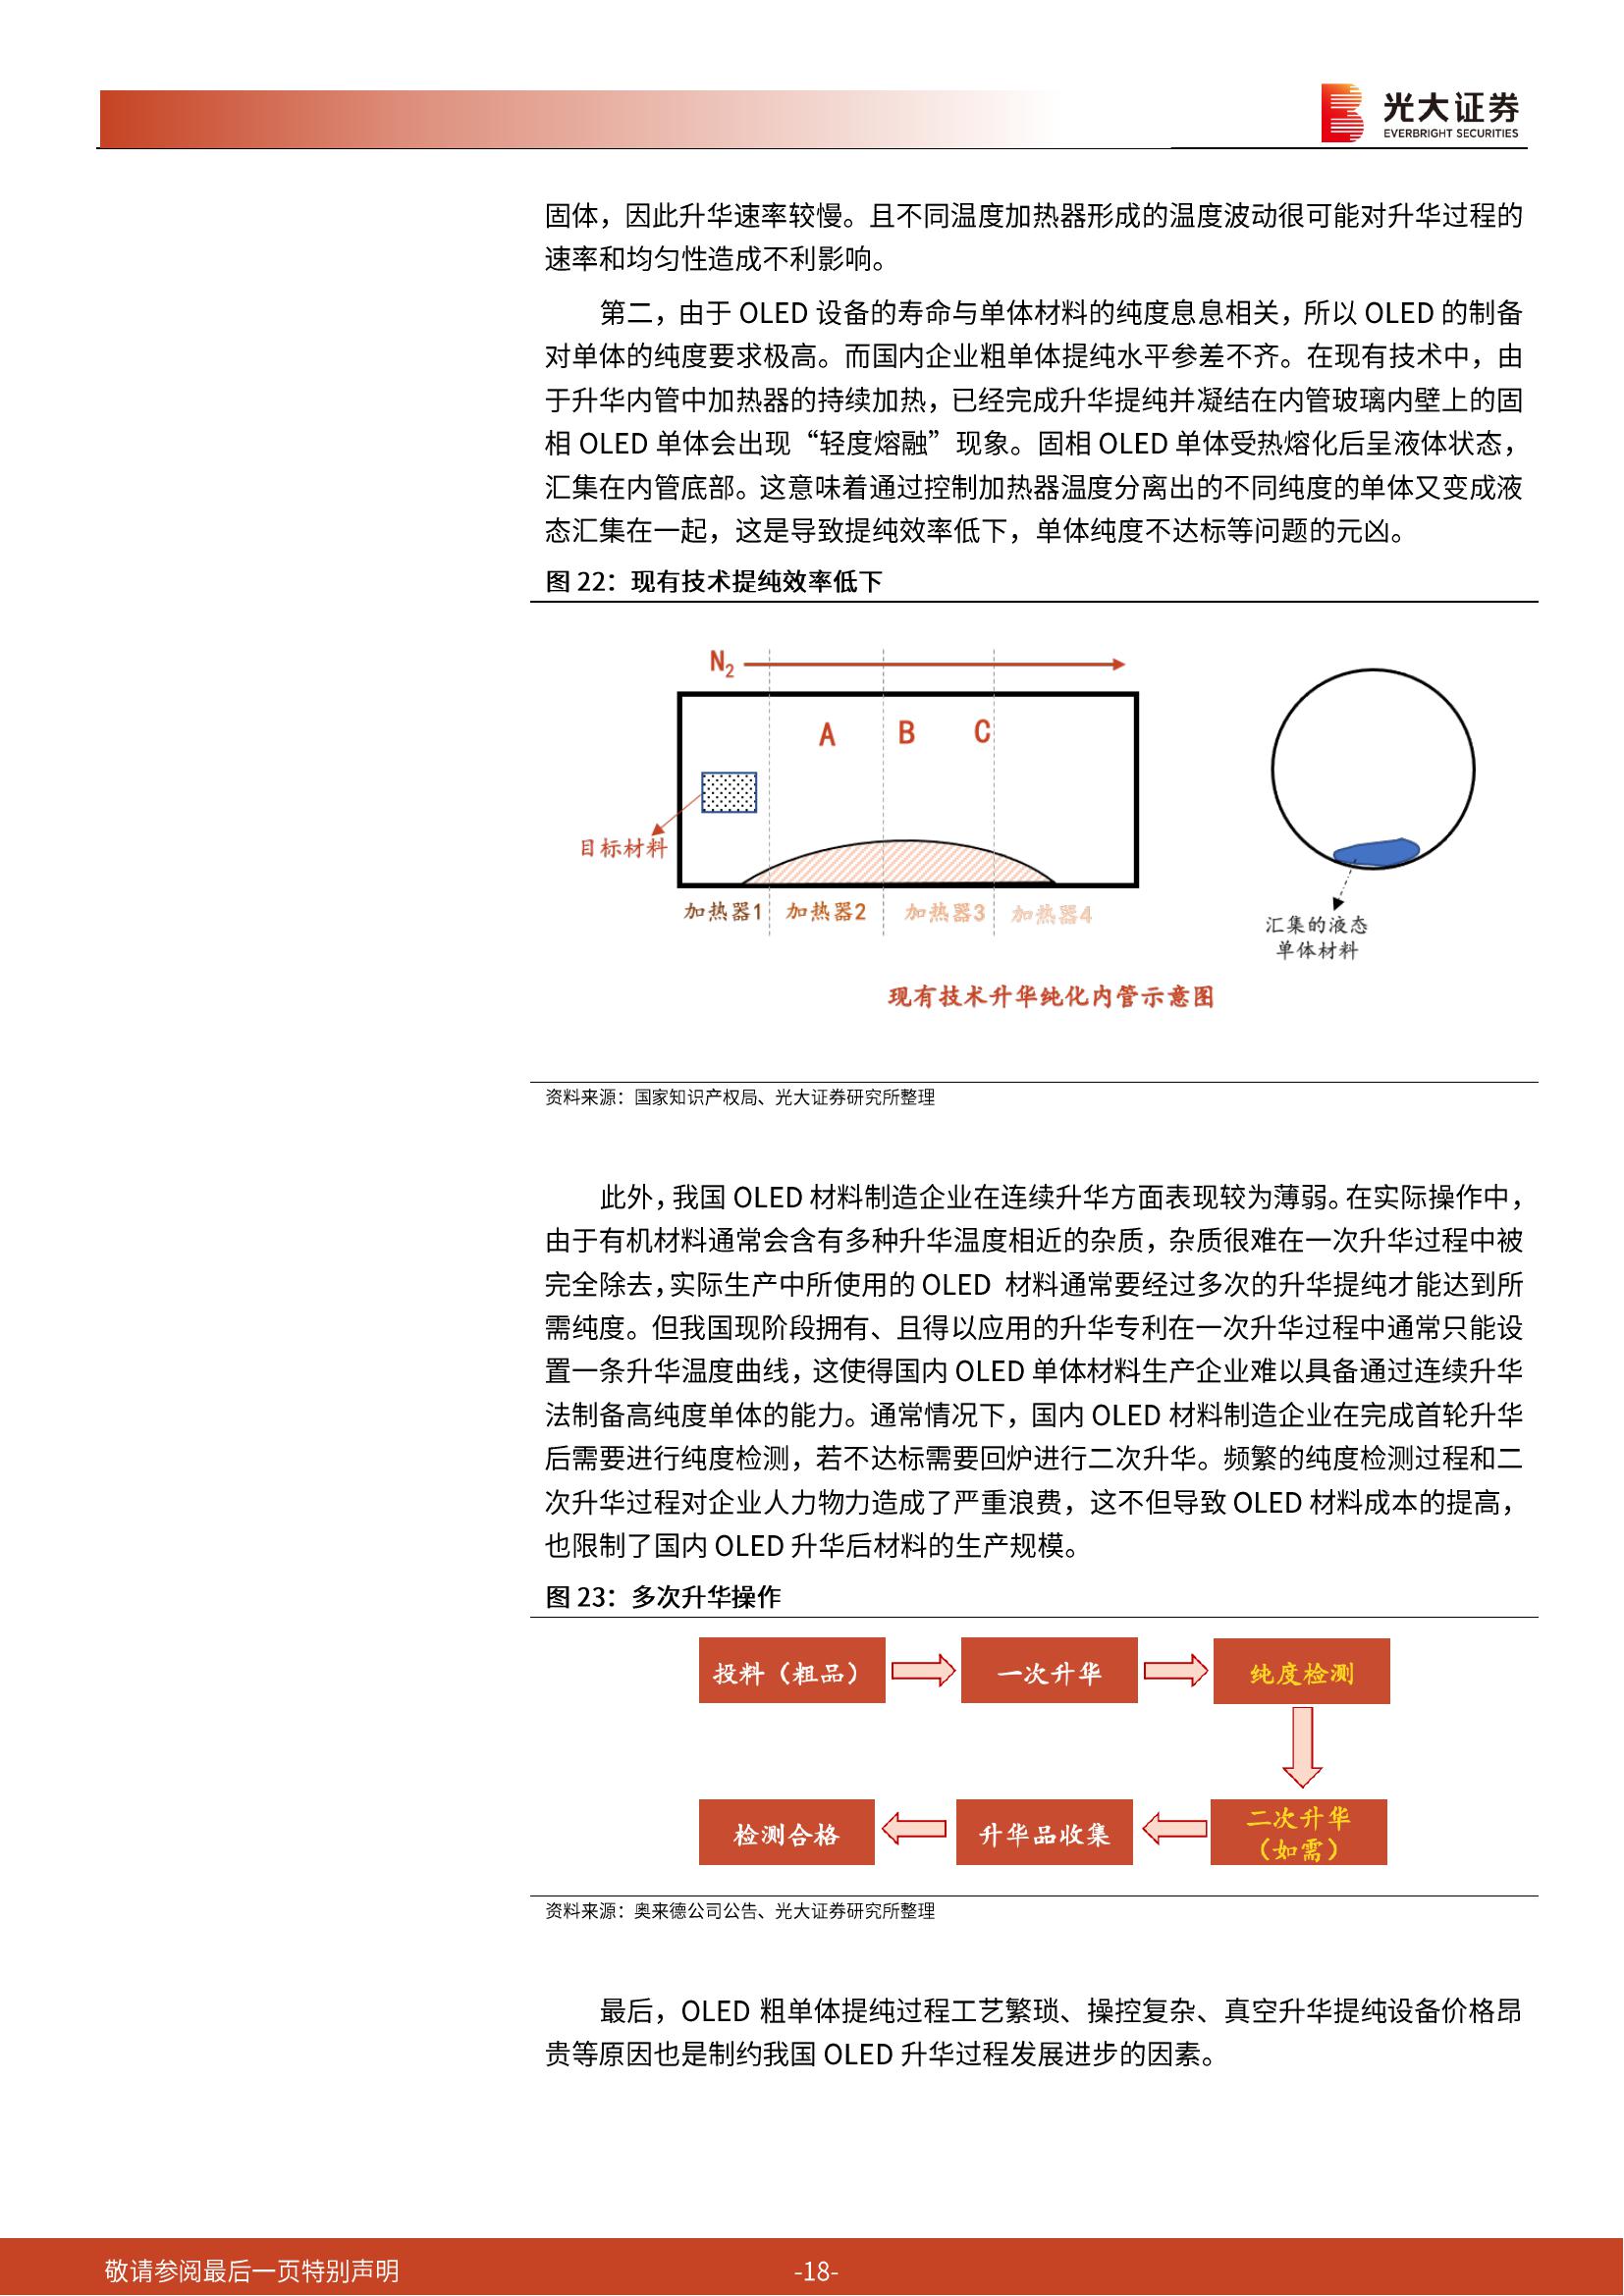 光大证券
EVERBRIGHT SECURITIES
固体，因此升华速率较慢。且不同温度加热器形成的温度波动很可能对升华过程的
速率和均匀性造成不利影响。
第二，由于 OLED 设备的寿命与单体材料的纯度息息相关，所以 OLED 的制备
对单体的纯度要求极高。而国内企业粗单体提纯水平参差不齐。在现有技术中，由
于升华内管中加热器的持续加热，已经完成升华提纯并凝结在内管玻璃内壁上的固
相 OLED 单体会出现“轻度熔融”现象。固相 OLED 单体受热熔化后呈液体状态，
汇集在内管底部。这意味着通过控制加热器温度分离出的不同纯度的单体又变成液
态汇集在一起，这是导致提纯效率低下，单体纯度不达标等问题的元凶。
图 22：现有技术提纯效率低下
N2
A B C
目标材料
加热器1 加热器2 加热器3 加热器4
汇集的液态
单体材料
现有技术升华纯化内管示意图
资料来源：国家知识产权局、光大证券研究所整理
此外，我国 OLED 材料制造企业在连续升华方面表现较为薄弱。在实际操作中，
由于有机材料通常会含有多种升华温度相近的杂质，杂质很难在一次升华过程中被
完全除去，实际生产中所使用的 OLED 材料通常要经过多次的升华提纯才能达到所
需纯度。但我国现阶段拥有、且得以应用的升华专利在一次升华过程中通常只能设
置一条升华温度曲线，这使得国内 OLED 单体材料生产企业难以具备通过连续升华
法制备高纯度单体的能力。通常情况下，国内 OLED 材料制造企业在完成首轮升华
后需要进行纯度检测，若不达标需要回炉进行二次升华。频繁的纯度检测过程和二
次升华过程对企业人力物力造成了严重浪费，这不但导致 OLED 材料成本的提高，
也限制了国内 OLED 升华后材料的生产规模。
图 23：多次升华操作
投料（粗品） 一次升华 纯度检测
二次升华
（如需）
升华品收集
检测合格
资料来源：奥来德公司公告、光大证券研究所整理
最后，OLED 粗单体提纯过程工艺繁琐、操控复杂、真空升华提纯设备价格昂
贵等原因也是制约我国 OLED 升华过程发展进步的因素。
敬请参阅最后一页特别声明 -18-